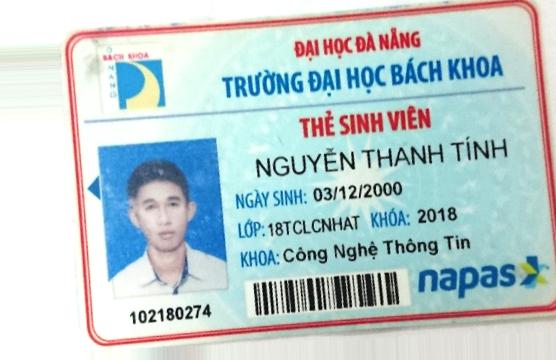 BÁCH KHOA
ĐẠI HỌC ĐÀ NẴNG
TRƯỜNG ĐẠI HỌC BÁCH KHOA
THẺ SINH VIÊN
NGUYỄN THANH TÍNH
NGÀY SINH: 03/12/2000
LỚP: 18TCLCNHAT KHÓA: 2018
KHOA: Công Nghệ Thông Tin
napas
102180274